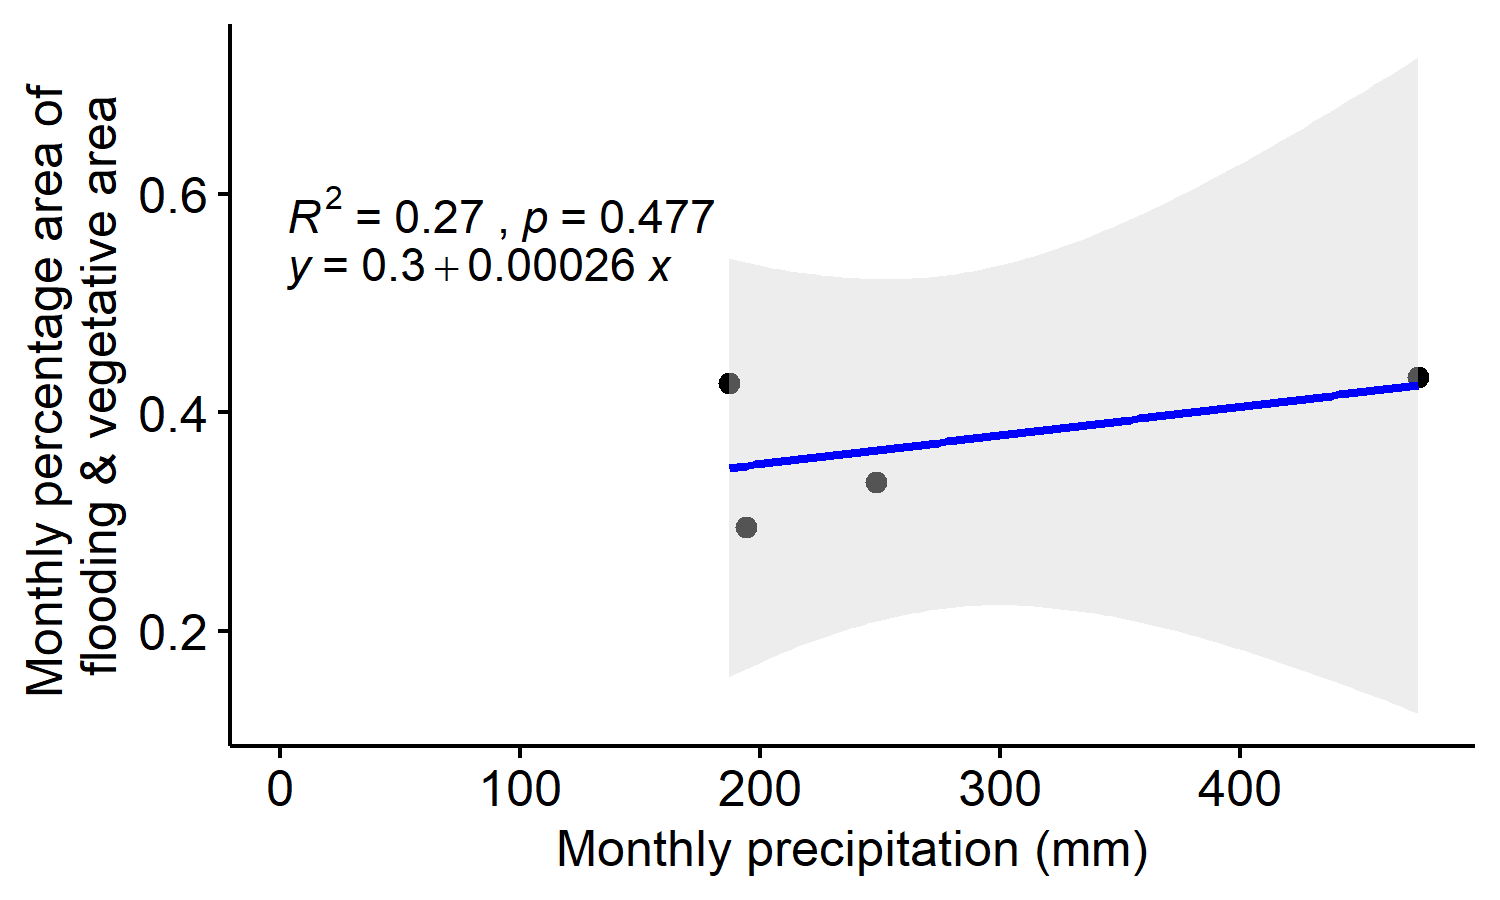 Monthly percentage area of
flooding & vegetative area
0.6
0.4
0.2
R² = 0.27 , p = 0.477
y = 0.3 + 0.00026 x
0 100 200 300 400
Monthly precipitation (mm)